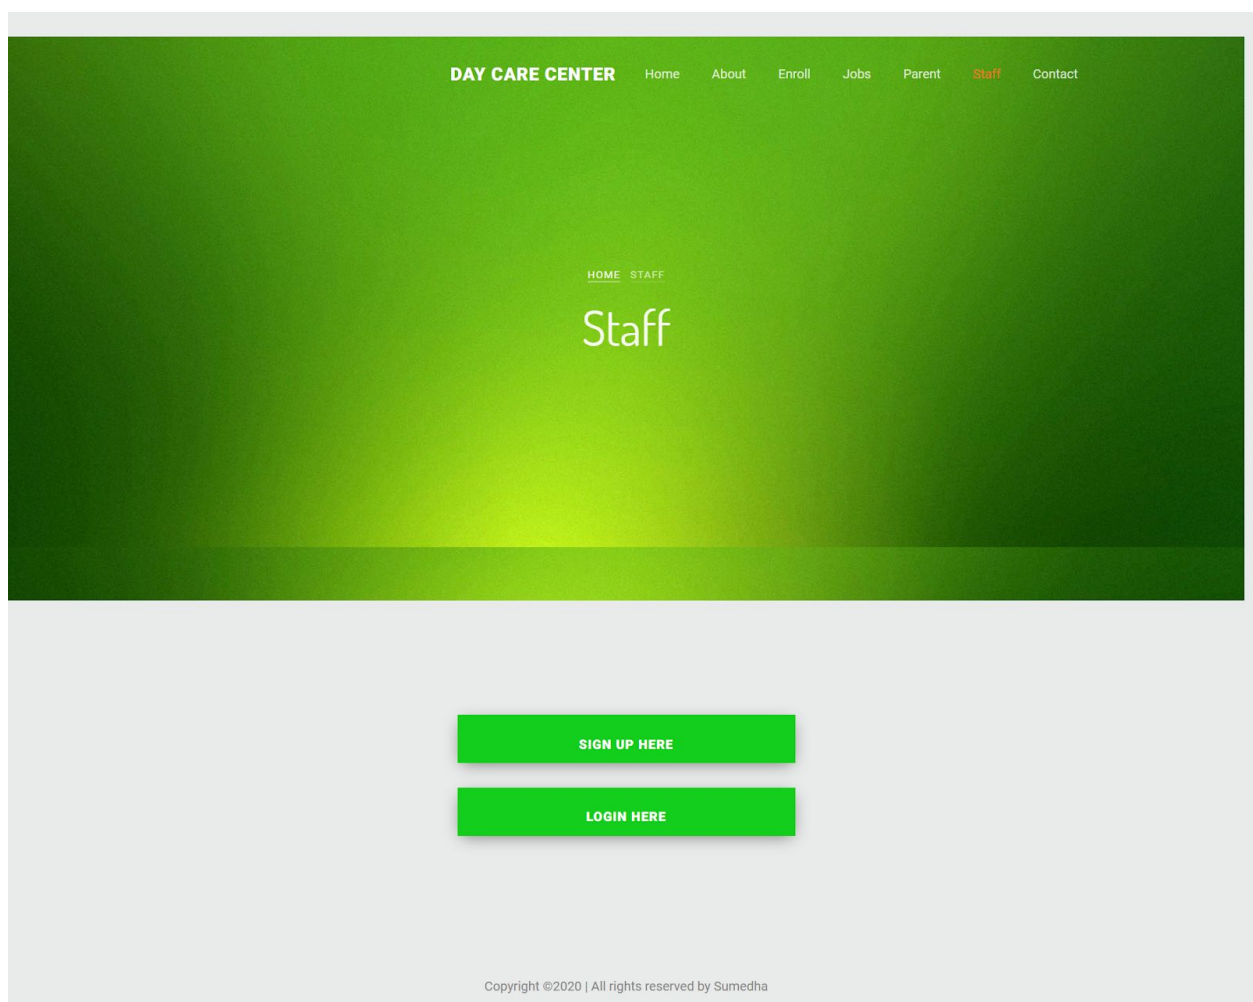 DAY CARE CENTER Home About Enroll Jobs Parent Staff Contact
HOME STAFF
Staff
SIGN UP HERE
LOGIN HERE
Copyright ©2020 | All rights reserved by Sumedha